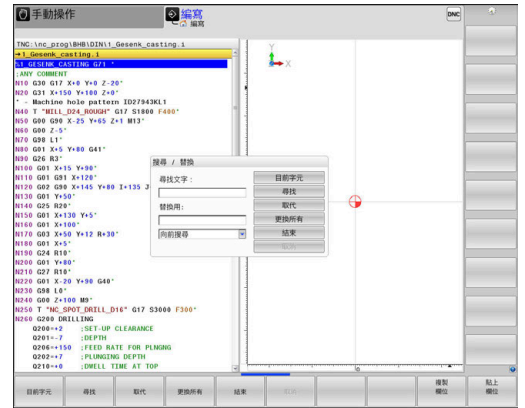 手動操作
編寫
編寫
DNC
TNC:\nc_prog\BHB\DIN\1_Gesenk_casting.i
→1_Gesenk_casting.i
%1_GESENK_CASTING G71 *
;ANY COMMENT
N10 G30 G17 X+0 Y+0 Z-20*
N20 G31 X+150 Y+100 Z+0*
* - Machine hole pattern ID27943KL1
N40 T "MILL_D24_ROUGH" G17 S1800 F400*
N50 G00 G90 X-25 Y+65 Z+1 M13*
N60 G00 Z-5*
N70 G98 L1*
N80 G01 X+5 Y+80 G41*
N90 G26 R3*
N100 G01 X+15 Y+90*
N110 G01 G91 X+120*
N120 G02 G90 X+145 Y+80 I+135 J
N130 G01 Y+50*
N140 G25 R20*
N150 G01 X+130 Y+5*
N160 G01 X+100*
N170 G03 X+50 Y+12 R+30*
N180 G01 X+5*
N190 G24 R10*
N200 G01 Y+80*
N210 G27 R10*
N220 G01 X-20 Y+90 G40*
N230 G98 L0*
N240 G00 Z+100 M9*
N250 T "NC_SPOT_DRILL_D16" G17 S3000 F300*
N260 G200 DRILLING
Q200=+2 ;SET-UP CLEARANCE
Q201=-7 ;DEPTH
Q206=+150 ;FEED RATE FOR PLNGNG
Q202=+7 ;PLUNGING DEPTH
Q210=+0 ;DWELL TIME AT TOP
Y
X
0
搜尋 / 替換
尋找文字 :
替換用:
向前搜尋
目前字元
尋找
取代
更換所有
結束
取消
目前字元
尋找
取代
更換所有
結束
取消
複製
欄位
貼上
欄位